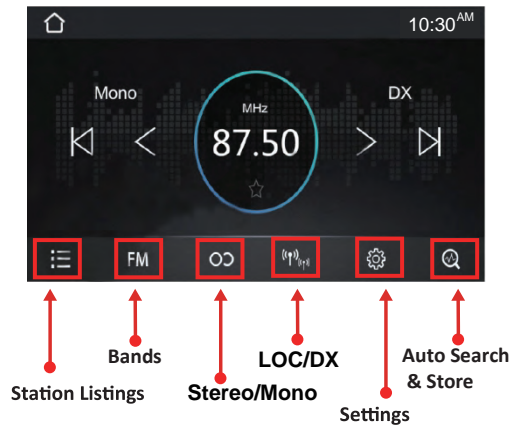 10:30AM
Mono
DX
MHz
87.50
FM
Bands
LOC/DX
Auto Search
& Store
Station Listings
Stereo/Mono
Settings